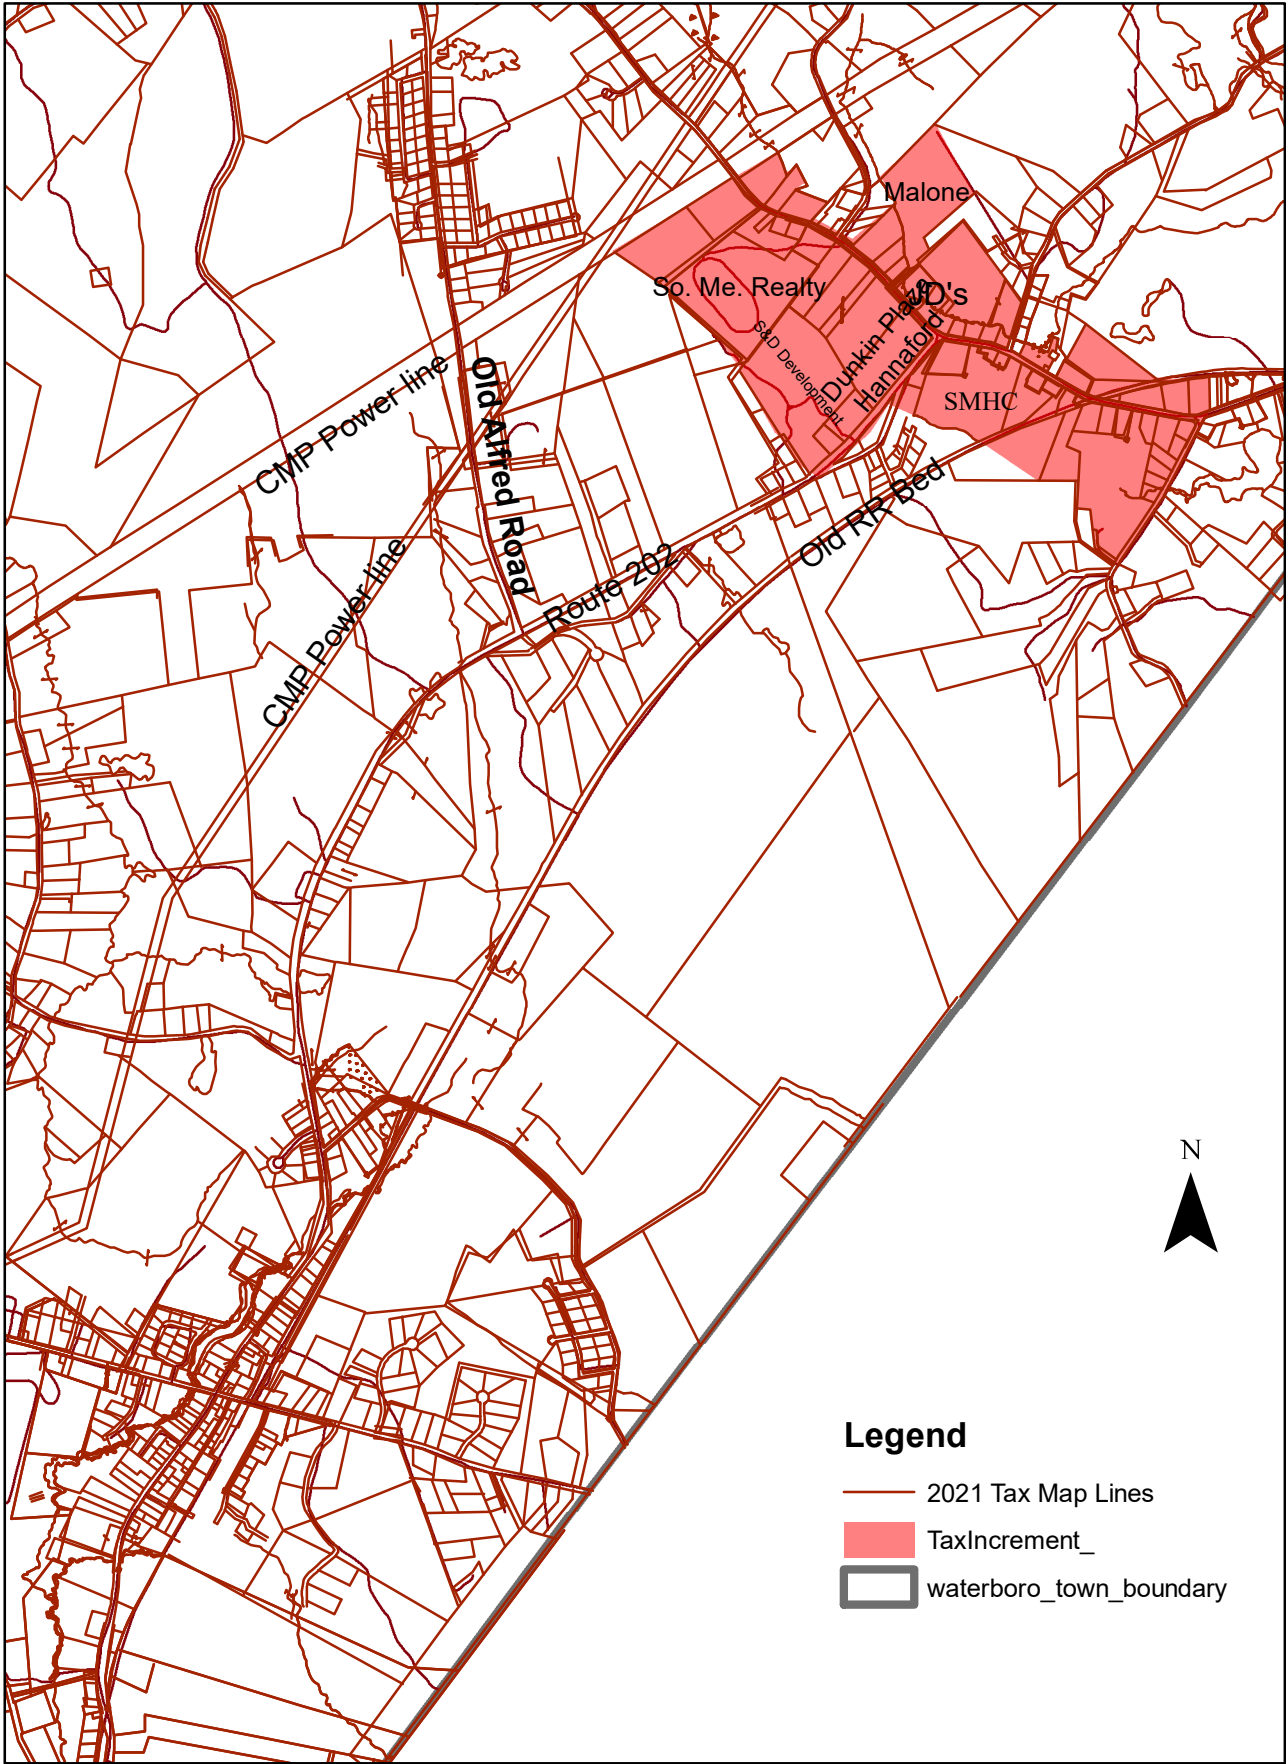 Malone
So. Me. Realty
JD's
Dunkin Place
Hannaford
S&D Development
SMHC
CMP Power line
Old Alfred Road
Old RR Bed
CMP Power line
Route 202
N
Legend
2021 Tax Map Lines
TaxIncrement_
waterboro_town_boundary